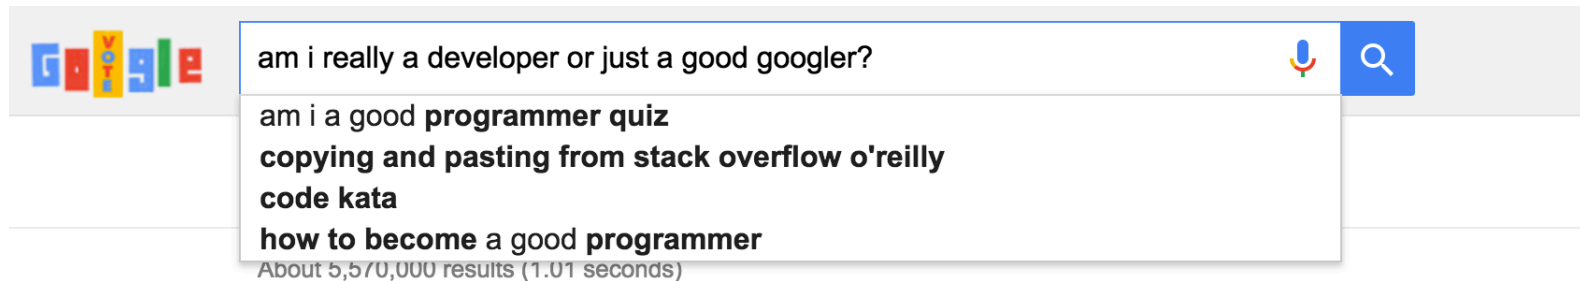 Google
VOTE
am i really a developer or just a good googler?
am i a good programmer quiz
copying and pasting from stack overflow o'reilly
code kata
how to become a good programmer
About 5,570,000 results (1.01 seconds)